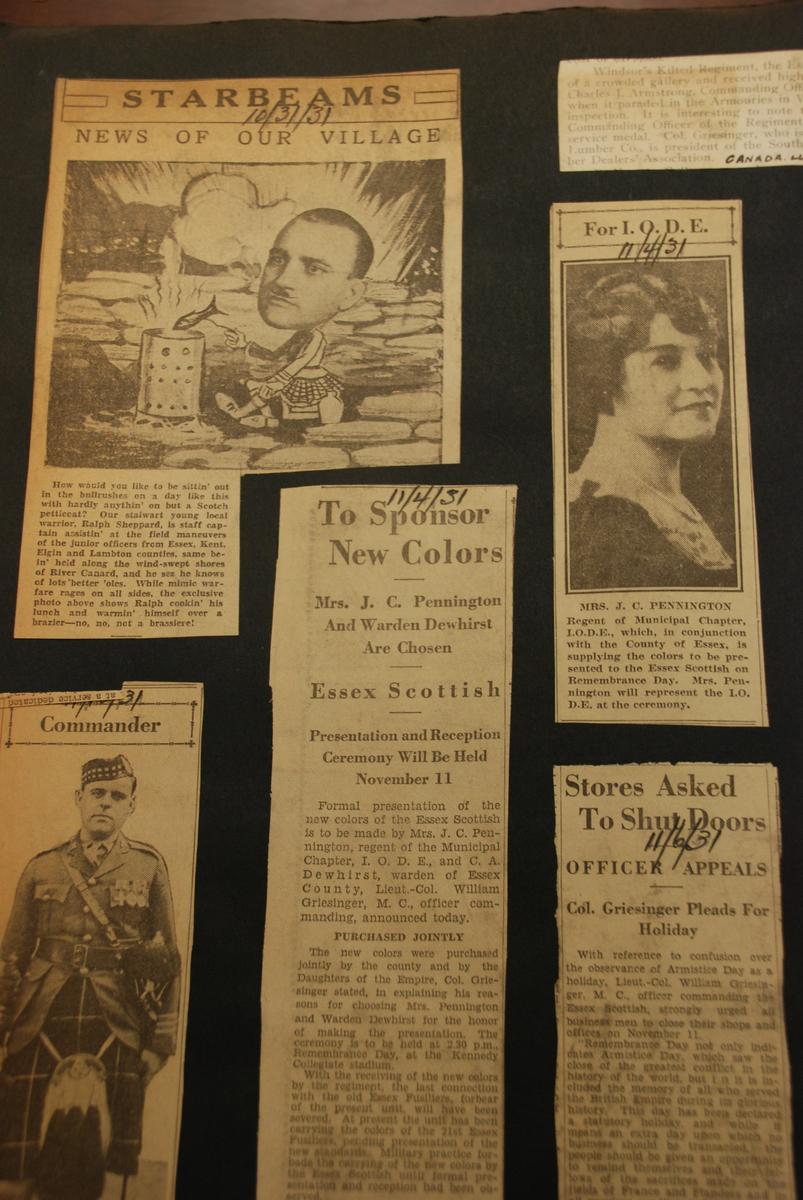 STARBEAMS
10/31/31
NEWS OF OUR VILLAGE
How would you like to be sittin' out
in the bullrushes on a day like this
with hardly anythin' on but a Scotch
petticoat? Our stalwart young local
warrior, Ralph Sheppard, is staff cap-
tain assistin' at the field maneuvers
of the junior officers from Essex, Kent,
Elgin and Lambton counties, same be-
in' held along the wind-swept shores
of River Canard, and he sez he knows
of lots better 'oles. While mimic war-
fare rages on all sides, the exclusive
photo above shows Ralph cookin' his
lunch and warmin' himself over a
brazier—no, no, not a brassiere!
at a service dedicated
Commander
11/4/31
To Sponsor
New Colors
Mrs. J. C. Pennington
And Warden Dewhirst
Are Chosen
Essex Scottish
Presentation and Reception
Ceremony Will Be Held
November 11
Formal presentation of the
new colors of the Essex Scottish
is to be made by Mrs. J. C. Pen-
nington, regent of the Municipal
Chapter, I. O. D. E., and C. A.
Dewhirst, warden of Essex
County, Lieut.-Col. William
Griesinger, M. C., officer com-
manding, announced today.
PURCHASED JOINTLY
The new colors were purchased
jointly by the county and by the
Daughters of the Empire, Col. Grie-
singer stated, in explaining his rea-
sons for choosing Mrs. Pennington
and Warden Dewhirst for the honor
of making the presentation. The
ceremony is to be held at 2.30 p.m.,
Remembrance Day, at the Kennedy
Collegiate stadium.
With the receiving of the new colors
by the regiment, the last connection
with the old Essex Fusiliers, forbear
of the present unit, will have been
severed. At present the unit has been
carrying the colors of the 21st Essex
Fusiliers, pending presentation of the
new standards. Military practice for-
bade the carrying of the new colors by
the Essex Scottish until formal pre-
sentation and reception had been ob-
Windsor's Kilted Regiment, the
of a crowded gallery and received high
Charles J. Armstrong, Commanding
when it paraded in the Armouries in
inspection. It is interesting to note
Commanding Officer of the Regiment
service medal. Col. Griesinger, who is
Lumber Co., is president of the South
ber Dealers' Association. CANADA
For I. O. D. E.
11/4/31
MRS. J. C. PENNINGTON
Regent of Municipal Chapter,
I.O.D.E., which, in conjunction
with the County of Essex, is
supplying the colors to be pre-
sented to the Essex Scottish on
Remembrance Day. Mrs. Pen-
nington will represent the I.O.
D.E. at the ceremony.
Stores Asked
To Shut Doors
11/6/31
OFFICER APPEALS
Col. Griesinger Pleads For
Holiday
With reference to confusion over
the observance of Armistice Day as a
holiday, Lieut.-Col. William Griesin-
ger, M. C., officer commanding the
Essex Scottish, strongly urged all
business men to close their shops and
offices on November 11.
"Remembrance Day not only indi-
cates Armistice Day, which saw the
close of the greatest conflict in the
history of the world, but in it is in-
cluded the memory of all who served
the British Empire during its glorious
history. This day has been declared
a statutory holiday, and while it
means an extra day upon which no
business should be transacted, the
people should be given an opportunity
to remind themselves and their
of the sacrifices made on the
fields of France and